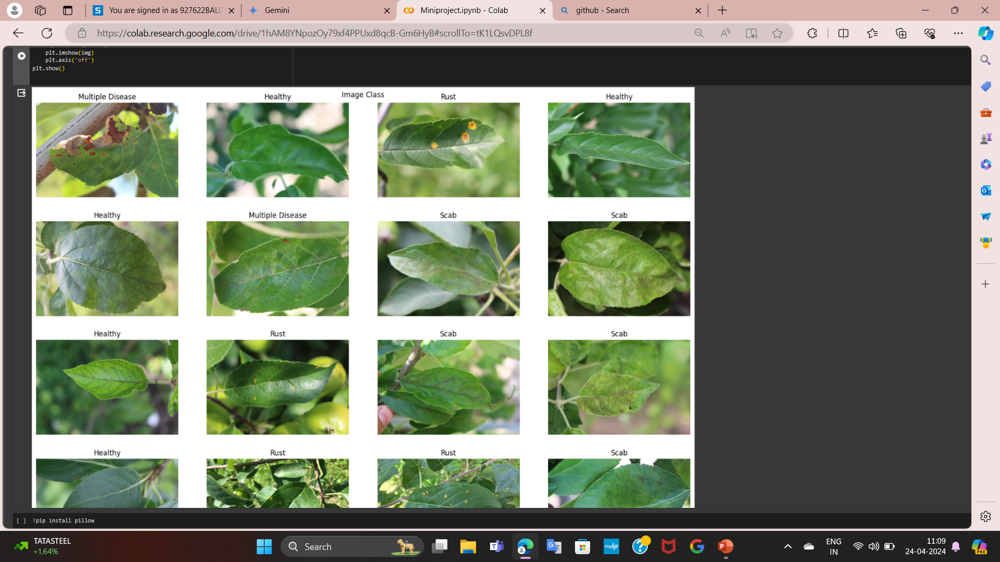 You are signed in as 927622BAL0
Gemini
Miniproject.ipynb - Colab
github - Search
https://colab.research.google.com/drive/1hAM8YNpozOy79xf4PPUxd8qcB-Gm6HyB#scrollTo=tK1LQsvDPL8f
plt.imshow(img)
plt.axis('off')
plt.show()
Image Class
Multiple Disease
Healthy
Rust
Healthy
Healthy
Multiple Disease
Scab
Scab
Healthy
Rust
Scab
Scab
Healthy
Rust
Rust
Scab
[ ] !pip install pillow
TATASTEEL
+1.64%
Search
myhp
ENG
IN
11:09
24-04-2024
PRE